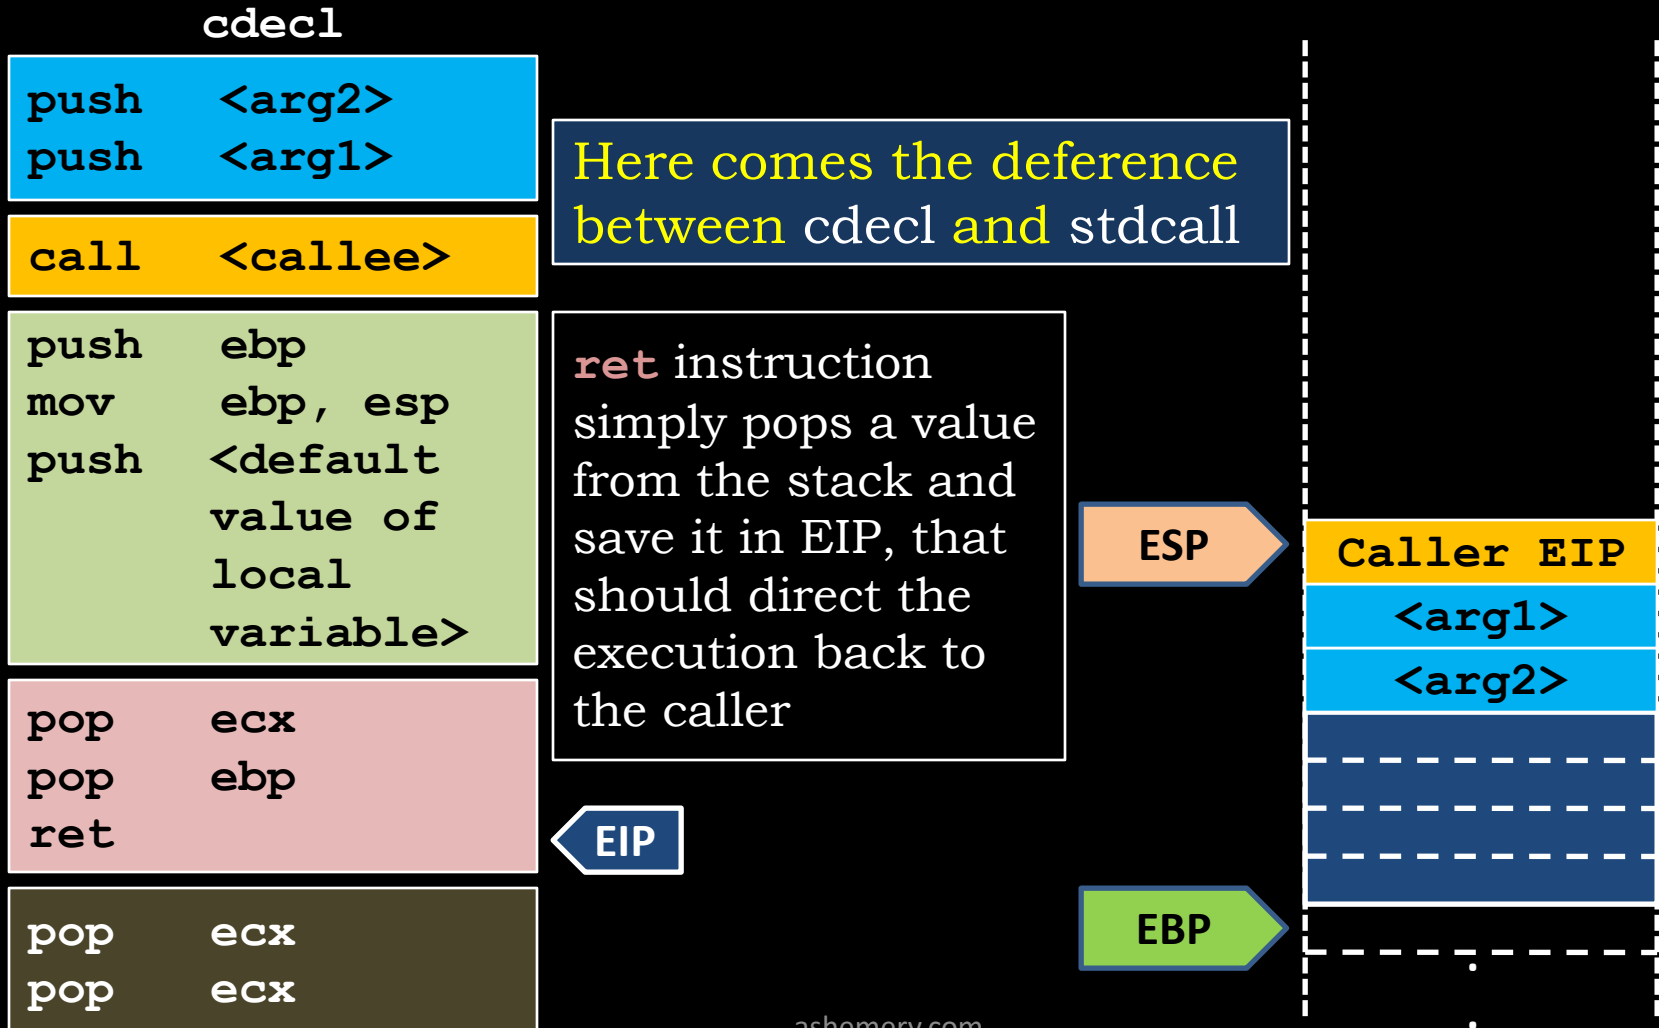 cdecl
push <arg2>
push <arg1>
call <callee>
push ebp
mov ebp, esp
push <default
value of
local
variable>
pop ecx
pop ebp
ret
pop ecx
pop ecx
Here comes the deference
between cdecl and stdcall
ret instruction
simply pops a value
from the stack and
save it in EIP, that
should direct the
execution back to
the caller
EIP
ESP
EBP
Caller EIP
<arg1>
<arg2>
ashemery.com